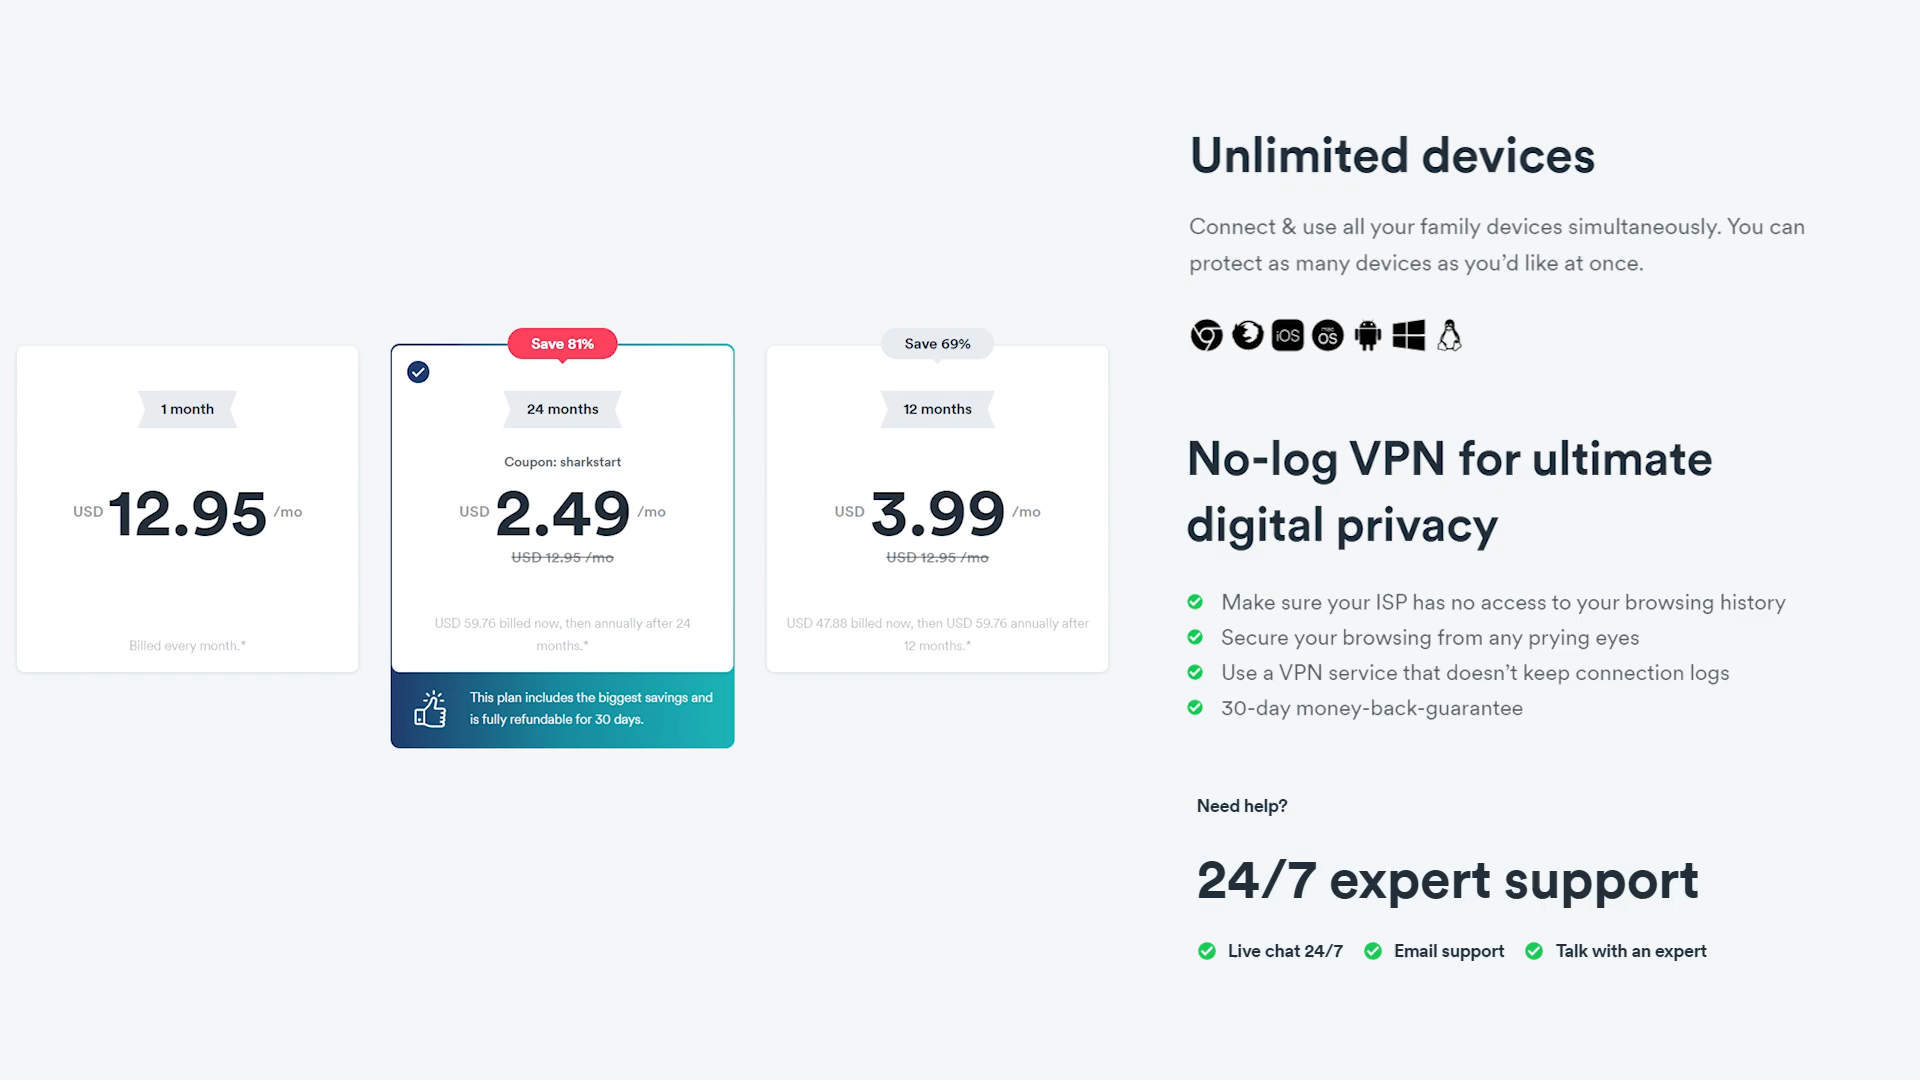 1 month
USD 12.95 /mo
Billed every month.*
Save 81%
24 months
Coupon: sharkstart
USD 2.49 /mo
USD 12.95 /mo
USD 59.76 billed now, then annually after 24
months.*
This plan includes the biggest savings and
is fully refundable for 30 days.
Save 69%
12 months
USD 3.99 /mo
USD 12.95 /mo
USD 47.88 billed now, then USD 59.76 annually after
12 months.*
Unlimited devices
Connect & use all your family devices simultaneously. You can
protect as many devices as you’d like at once.
iOS
mac
OS
No-log VPN for ultimate
digital privacy
Make sure your ISP has no access to your browsing history
Secure your browsing from any prying eyes
Use a VPN service that doesn’t keep connection logs
30-day money-back-guarantee
Need help?
24/7 expert support
Live chat 24/7
Email support
Talk with an expert